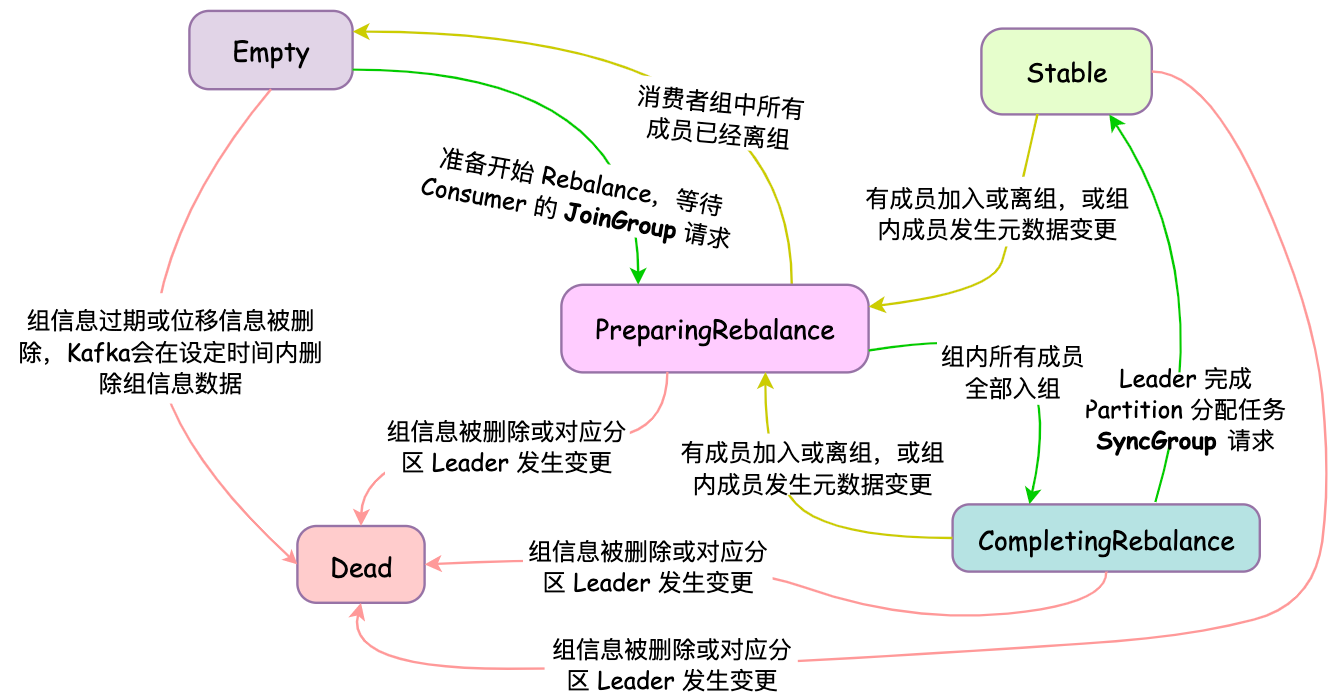 Empty
Stable
消费者组中所有
成员已经离组
准备开始 Rebalance，等待
Consumer 的 JoinGroup 请求
有成员加入或离组，或组
内成员发生元数据变更
组信息过期或位移信息被删
除，Kafka会在设定时间内删
除组信息数据
PreparingRebalance
组内所有成员
全部入组
Leader 完成
Partition 分配任务
SyncGroup 请求
组信息被删除或对应分
区 Leader 发生变更
有成员加入或离组，或组
内成员发生元数据变更
CompletingRebalance
Dead
组信息被删除或对应分
区 Leader 发生变更
组信息被删除或对应分
区 Leader 发生变更